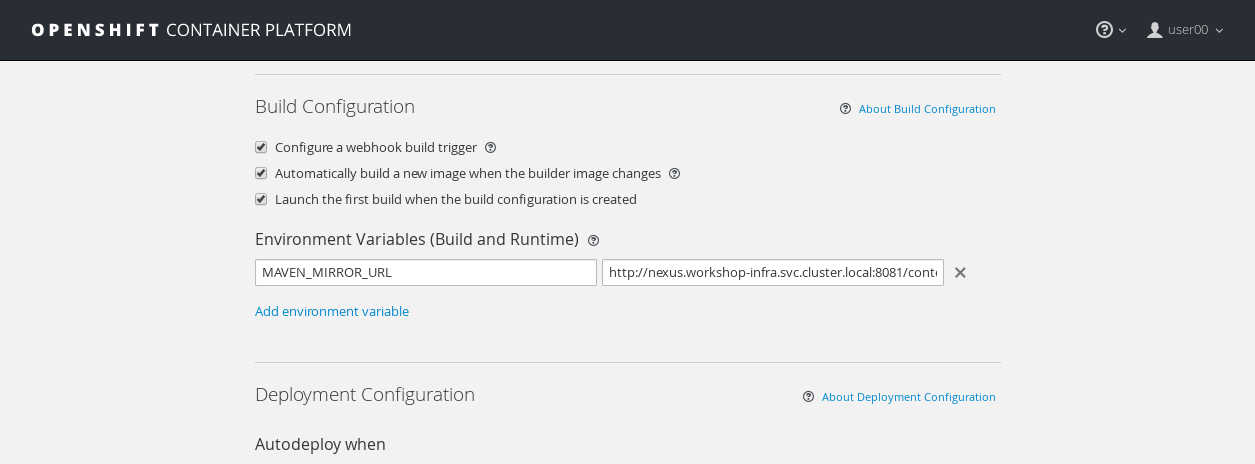 OPENSHIFT CONTAINER PLATFORM
user00
Build Configuration
About Build Configuration
Configure a webhook build trigger
Automatically build a new image when the builder image changes
Launch the first build when the build configuration is created
Environment Variables (Build and Runtime)
MAVEN_MIRROR_URL
http://nexus.workshop-infra.svc.cluster.local:8081/conte
Add environment variable
Deployment Configuration
About Deployment Configuration
Autodeploy when